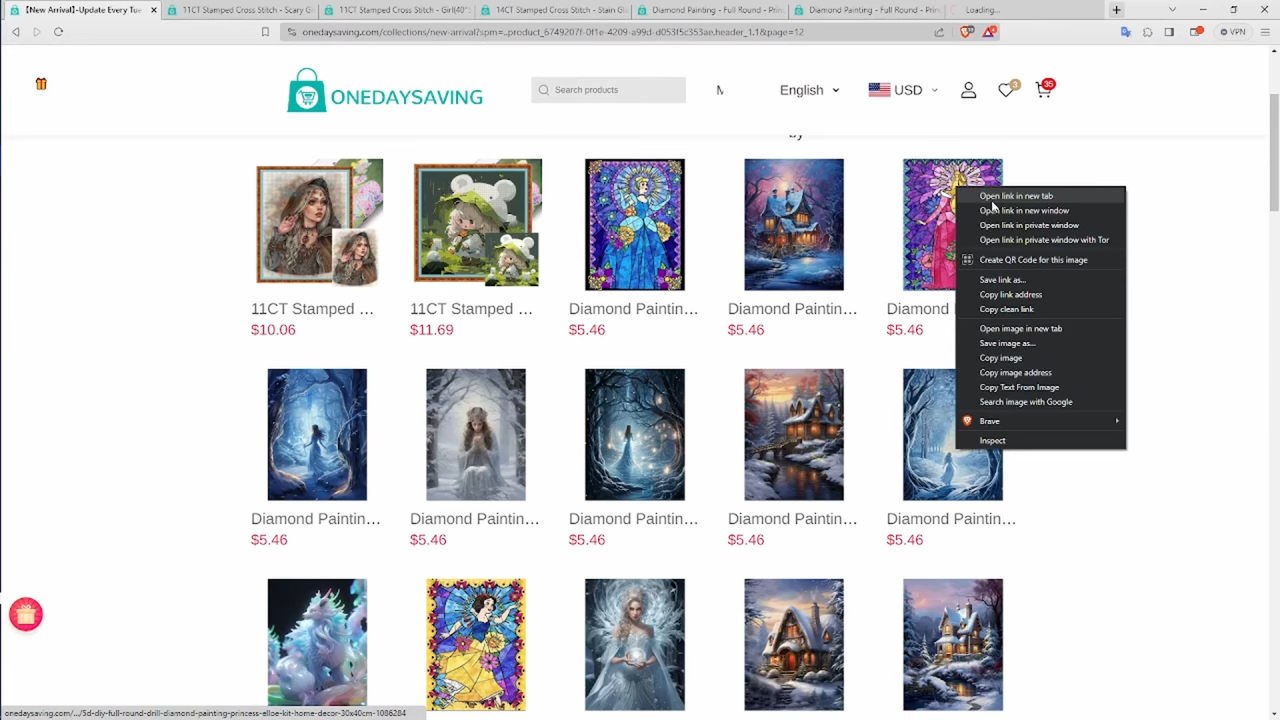 【New Arrival】-Update Every Tue
11CT Stamped Cross Stitch - Scary G
11CT Stamped Cross Stitch - Girl(40*
14CT Stamped Cross Stitch - Stain Gl
Diamond Painting - Full Round - Prin
Diamond Painting - Full Round - Prin
Loading...
onedaysaving.com/collections/new-arrival?spm=...product_6749207f-0f1e-4209-a99d-d053f5c353ae.header_1.1&page=12
VPN
ONEDAYSAVING
Search products
English
USD
3
35
by
11CT Stamped ...
11CT Stamped ...
Diamond Paintin...
Diamond Paintin...
Diamond
$10.06
$11.69
$5.46
$5.46
$5.46
Open link in new tab
Open link in new window
Open link in private window
Open link in private window with Tor
Create QR Code for this image
Save link as...
Copy link address
Copy clean link
Open image in new tab
Save image as...
Copy image
Copy image address
Copy Text From Image
Search image with Google
Brave
Inspect
Diamond Paintin...
Diamond Paintin...
Diamond Paintin...
Diamond Paintin...
Diamond Paintin...
$5.46
$5.46
$5.46
$5.46
$5.46
onedaysaving.com/.../5d-diy-full-round-drill-diamond-painting-princess-elloe-kit-home-decor-30x40cm-1086284